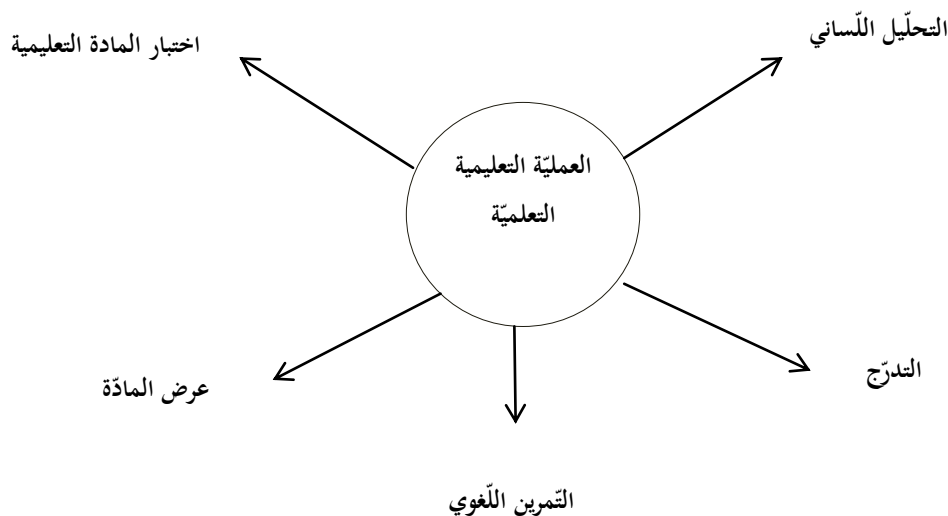 التحلّيل اللّساني
اختبار المادة التعليمية
العمليّة التعليمية
التعلميّة
التدرّج
عرض المادّة
التّمرين اللّغوي